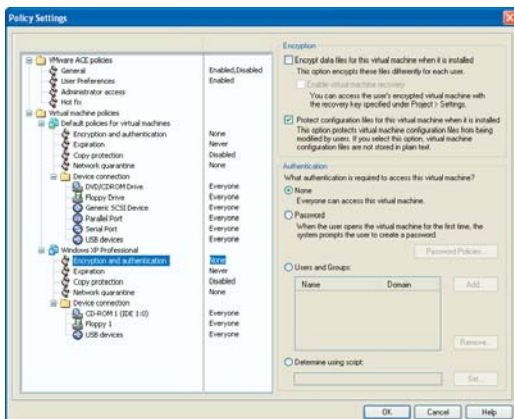 Policy Settings
VMware ACE policies
General Enabled,Disabled
User Preferences Enabled
Administrator access
Hot fix
Virtual machine policies
Default policies for virtual machines
Encryption and authentication None
Expiration Never
Copy protection Disabled
Network quarantine None
Device connection
DVD/CDROM Drive Everyone
Floppy Drive Everyone
Generic SCSI Device Everyone
Parallel Port Everyone
Serial Port Everyone
USB devices Everyone
Windows XP Professional
Encryption and authentication None
Expiration Never
Copy protection Disabled
Network quarantine None
Device connection
CD-ROM 1 (IDE 1:0) Everyone
Floppy 1 Everyone
USB devices Everyone
Encryption
Encrypt data files for this virtual machine when it is installed
This option encrypts these files differently for each user.
Enable virtual machine recovery
You can access the user's encrypted virtual machine with
the recovery key specified under Project > Settings.
Protect configuration files for this virtual machine when it is installed
This option protects virtual machine configuration files from being
modified by users. If you select this option, virtual machine
configuration files are not stored in plain text.
Authentication
What authentication is required to access this virtual machine?
None
Everyone can access this virtual machine.
Password
When the user opens the virtual machine for the first time, the
system prompts the user to create a password.
Password Policies...
Users and Groups:
Name Domain
Add...
Remove...
Determine using script:
Set...
OK Cancel Help